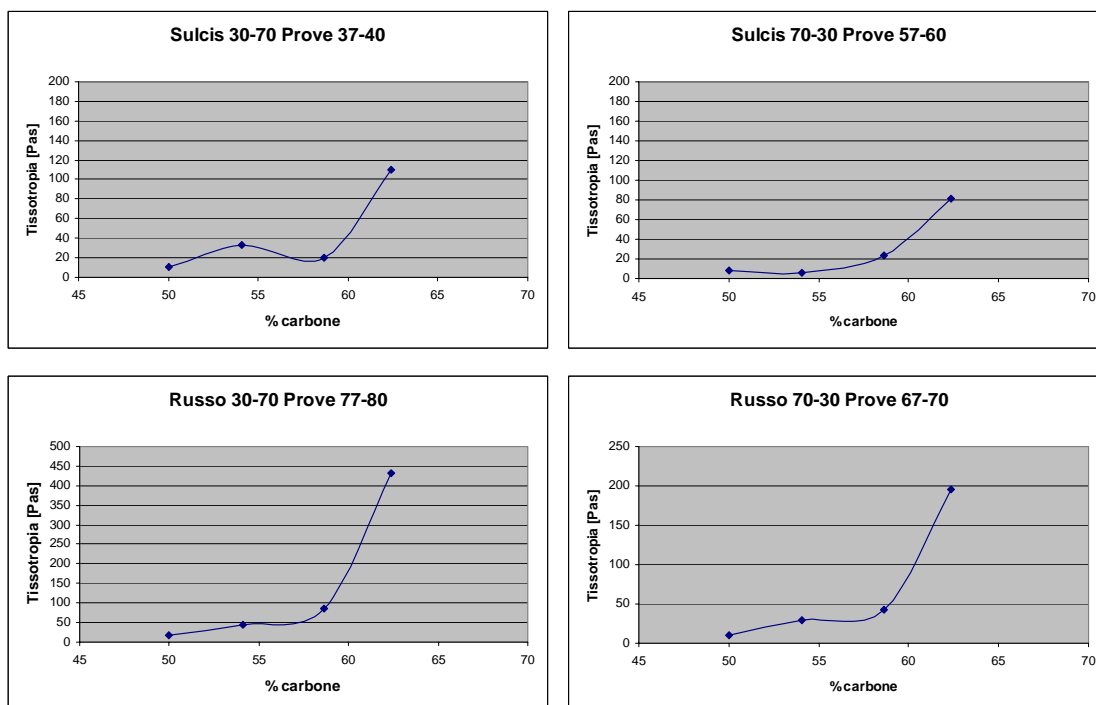 Sulcis 30-70 Prove 37-40
Tissotropia [Pas]
200
180
160
140
120
100
80
60
40
20
0
45 50 55 60 65 70
% carbone
Sulcis 70-30 Prove 57-60
Tissotropia [Pas]
200
180
160
140
120
100
80
60
40
20
0
45 50 55 60 65 70
% carbone
Russo 30-70 Prove 77-80
Tissotropia [Pas]
500
450
400
350
300
250
200
150
100
50
0
45 50 55 60 65 70
% carbone
Russo 70-30 Prove 67-70
Tissotropia [Pas]
250
200
150
100
50
0
45 50 55 60 65 70
% carbone